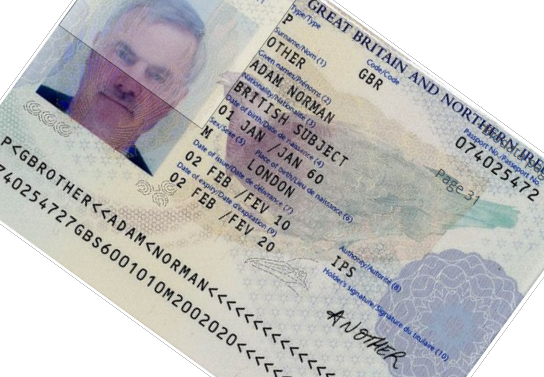 GREAT BRITAIN AND NORTHERN IRE
Type/Type
P
Code/Code
GBR
Passport No./Passeport No.
074025472
Surname/Nom (1)
OTHER
Given names/Prénoms (2)
ADAM NORMAN
Nationality/Nationalité (3)
BRITISH SUBJECT
Date of birth/Date de naissance (4)
01 JAN /JAN 60
Sex/Sexe (5)
M
Place of birth/Lieu de naissance (6)
LONDON
Date of issue/Date de délivrance (7)
02 FEB /FEV 10
Date of expiry/Date d'expiration (9)
02 FEB /FEV 20
Authority/Autorité (8)
IPS
Holder's signature/Signature du titulaire (10)
ANOTHER
Page 31
P<GBROTHER<<ADAM<NORMAN<<<<<<<<<<<
740254727GBS6001010M2002020<<<<<<